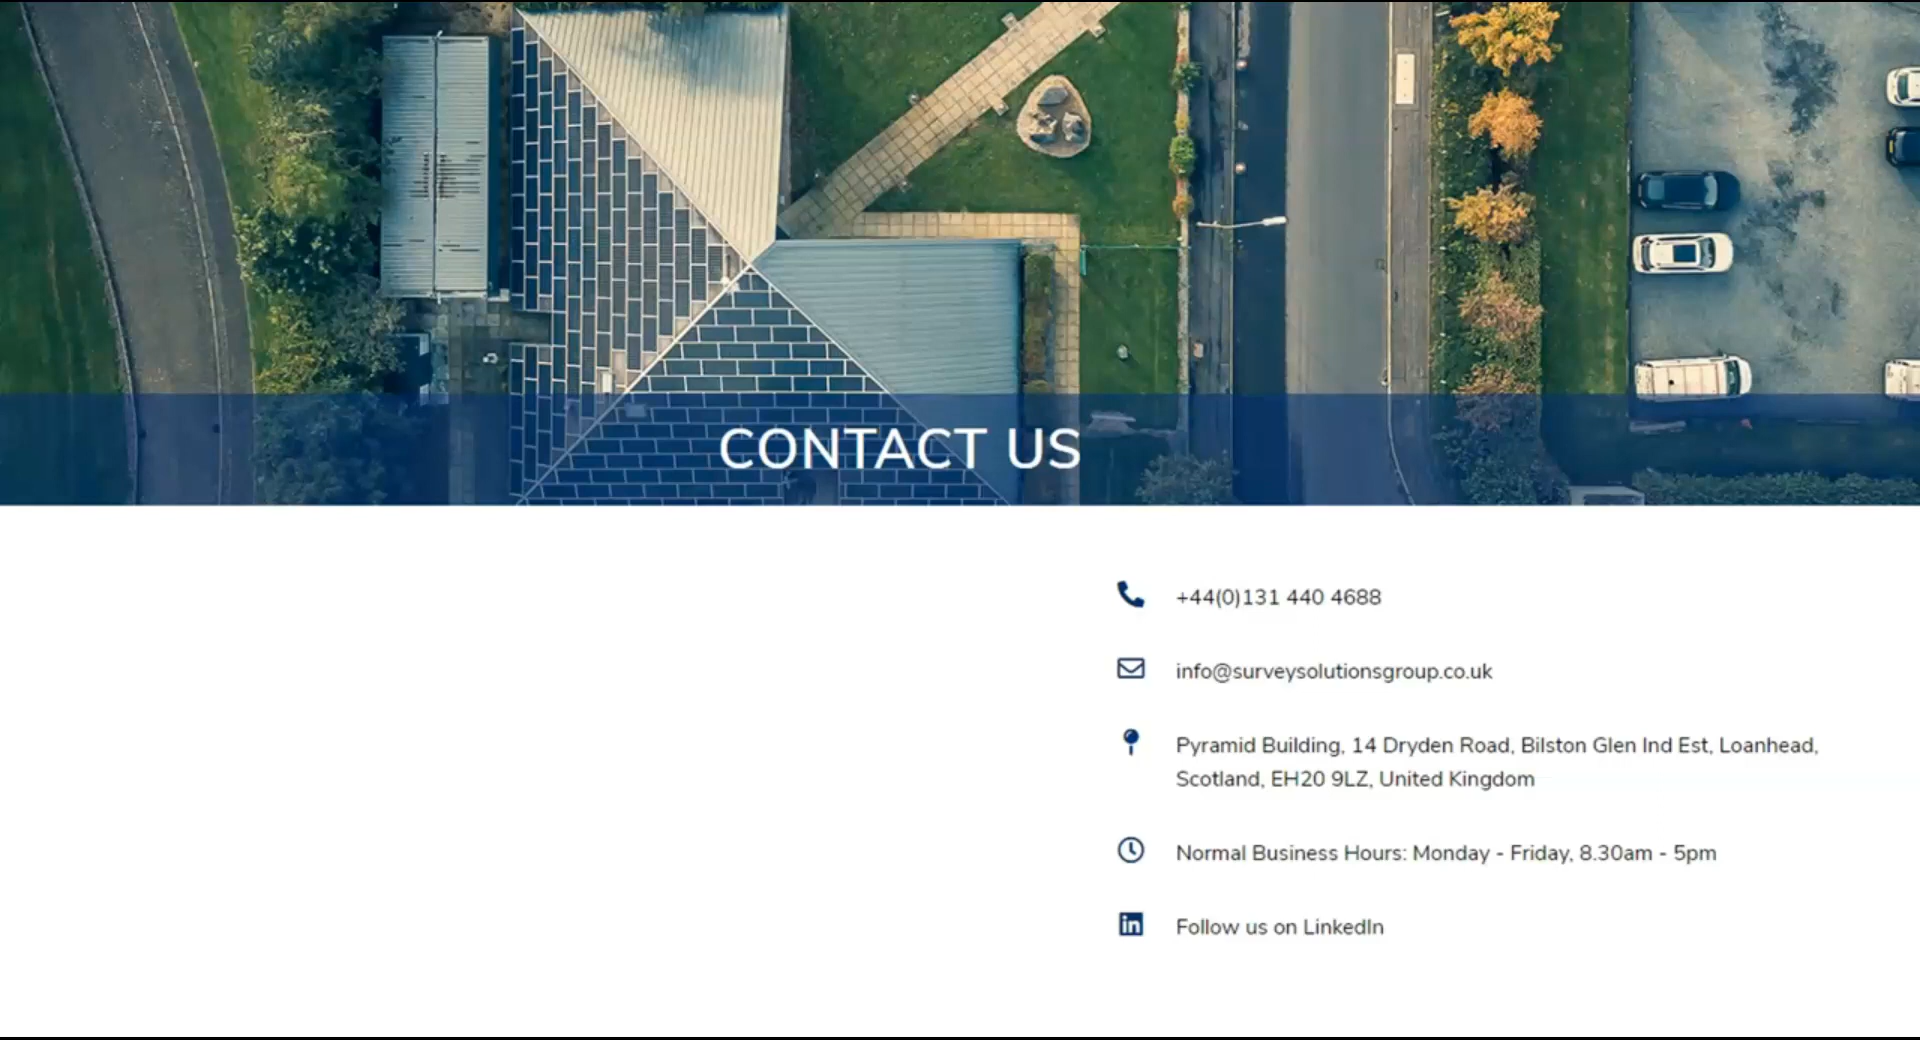 CONTACT US
+44(0)131 440 4688
info@surveysolutionsgroup.co.uk
Pyramid Building, 14 Dryden Road, Bilston Glen Ind Est, Loanhead,
Scotland, EH20 9LZ, United Kingdom
Normal Business Hours: Monday - Friday, 8.30am - 5pm
in
Follow us on LinkedIn